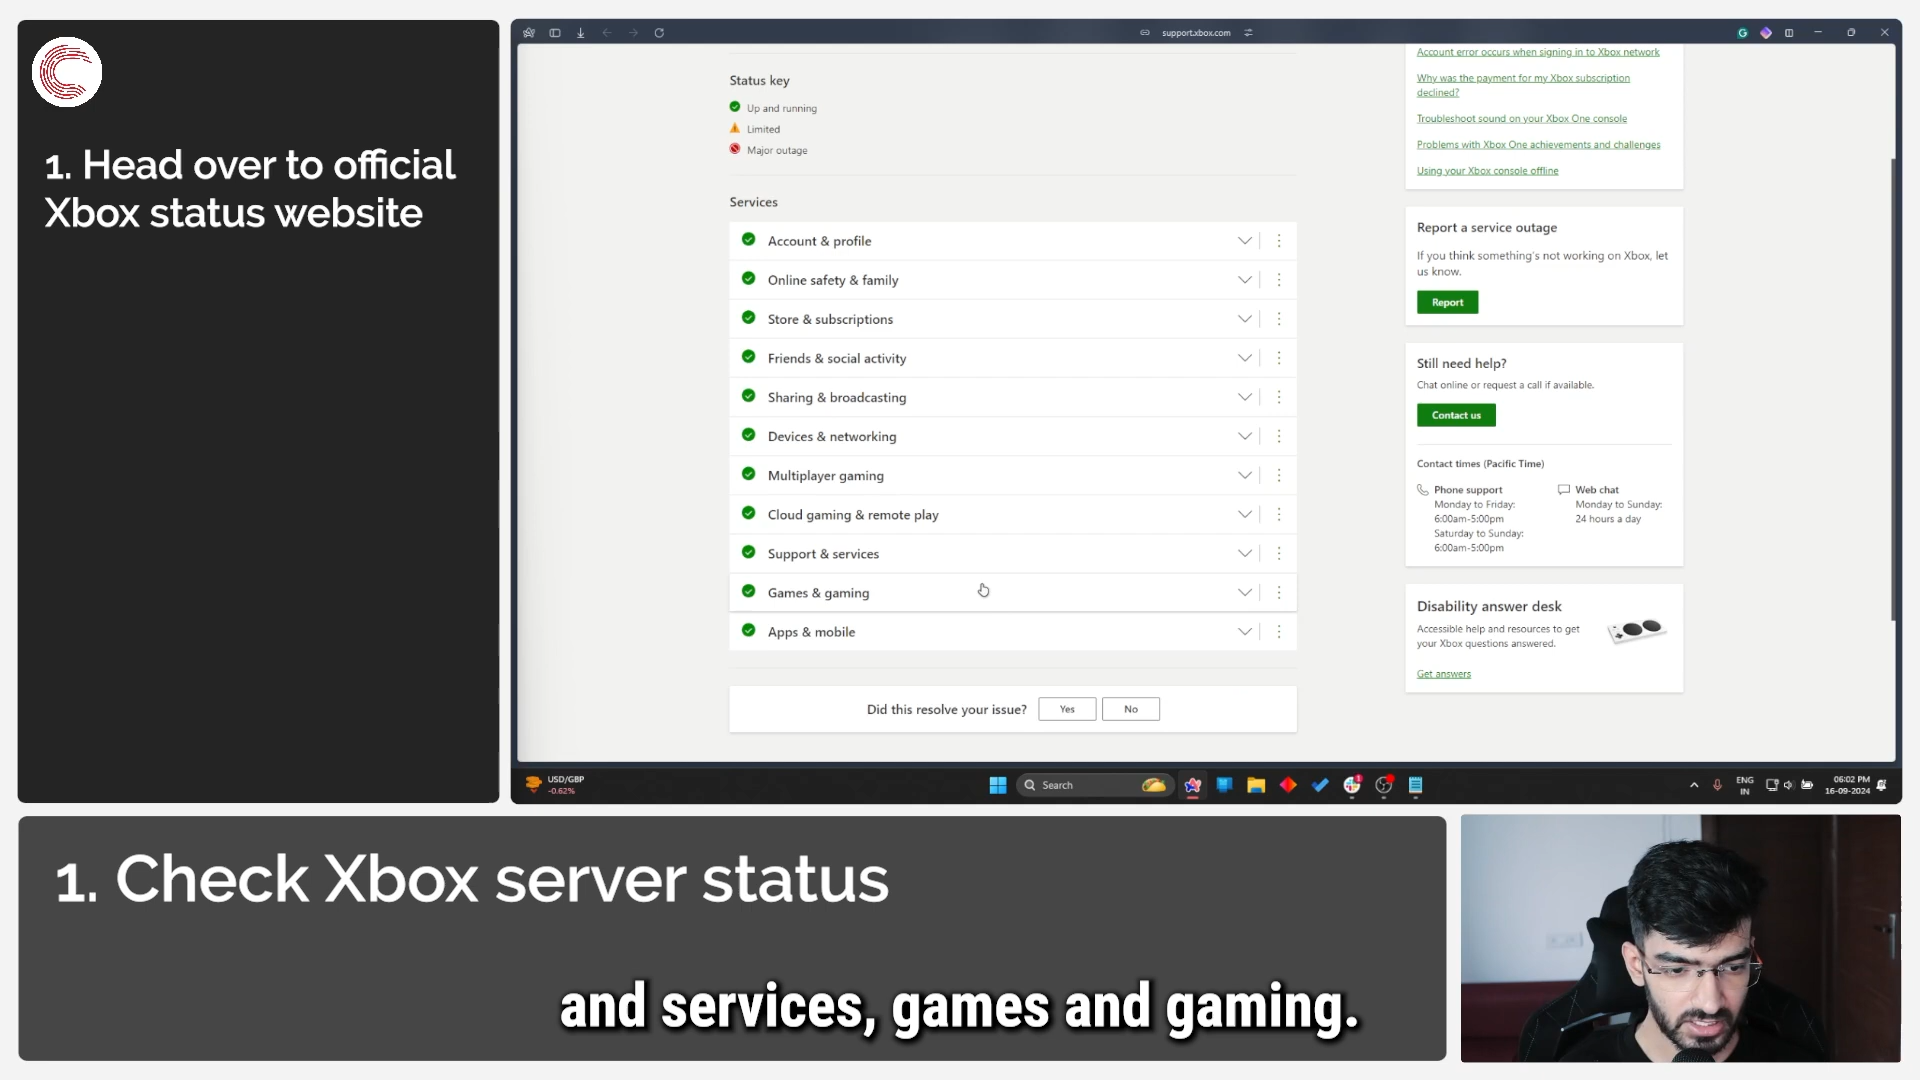 1. Head over to official
Xbox status website
support.xbox.com
Status key
Up and running
Limited
Major outage
Services
Account & profile
Online safety & family
Store & subscriptions
Friends & social activity
Sharing & broadcasting
Devices & networking
Multiplayer gaming
Cloud gaming & remote play
Support & services
Games & gaming
Apps & mobile
Did this resolve your issue?
Yes
No
Account error occurs when signing in to Xbox network
Why was the payment for my Xbox subscription
declined?
Troubleshoot sound on your Xbox One console
Problems with Xbox One achievements and challenges
Using your Xbox console offline
Report a service outage
If you think something's not working on Xbox, let
us know.
Report
Still need help?
Chat online or request a call if available.
Contact us
Contact times (Pacific Time)
Phone support
Monday to Friday:
6:00am-5:00pm
Saturday to Sunday:
6:00am-5:00pm
Web chat
Monday to Sunday:
24 hours a day
Disability answer desk
Accessible help and resources to get
your Xbox questions answered.
Get answers
USD/GBP
-0.62%
Search
ENG
IN
06:02 PM
16-09-2024
1. Check Xbox server status
and services, games and gaming.